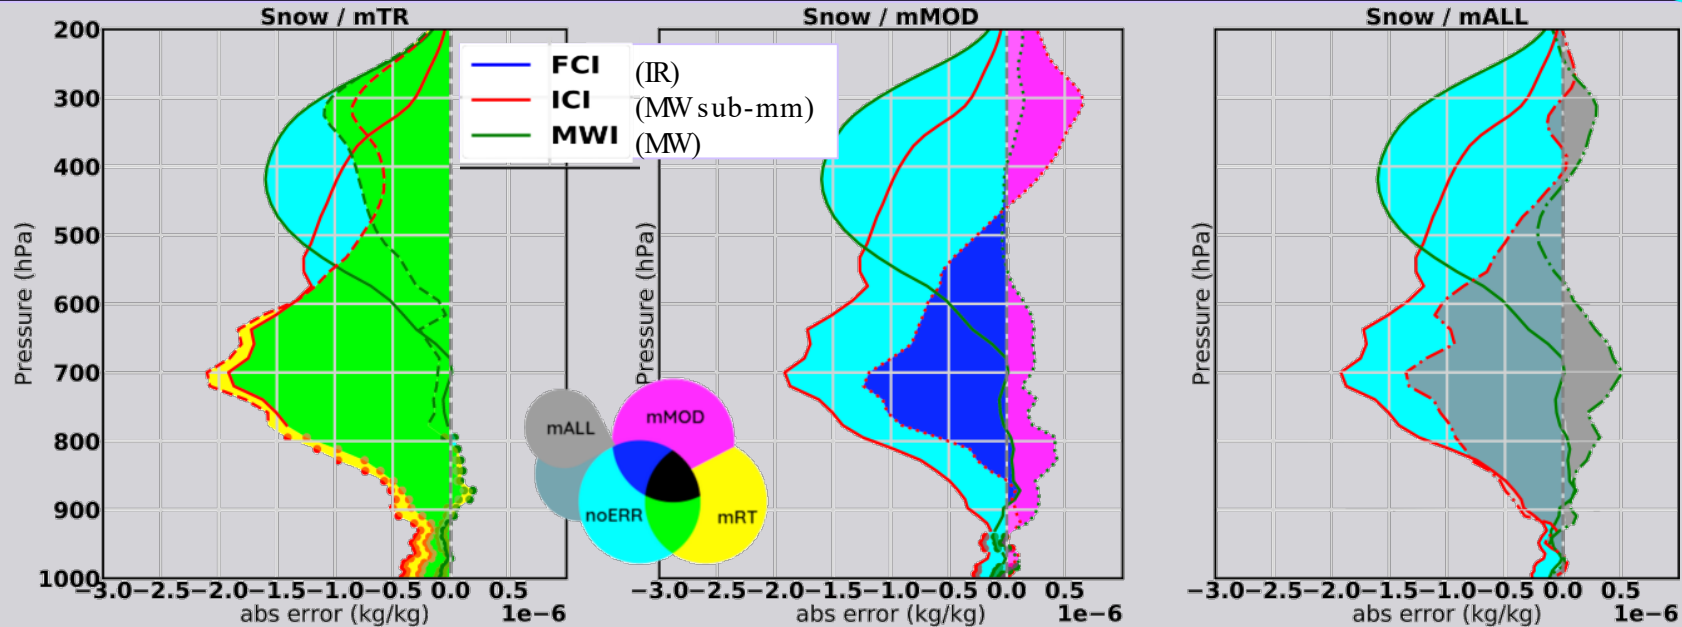 Snow / mTR
Snow / mMOD
Snow / mALL
200
300
400
500
600
700
800
900
1000
Pressure (hPa)
Pressure (hPa)
Pressure (hPa)
FCI (IR)
ICI (MW sub-mm)
MWI (MW)
mALL
mMOD
noERR
mRT
−3.0 −2.5 −2.0 −1.5 −1.0 −0.5 0.0 0.5
−3.0 −2.5 −2.0 −1.5 −1.0 −0.5 0.0 0.5
−3.0 −2.5 −2.0 −1.5 −1.0 −0.5 0.0 0.5
abs error (kg/kg) 1e−6
abs error (kg/kg) 1e−6
abs error (kg/kg) 1e−6